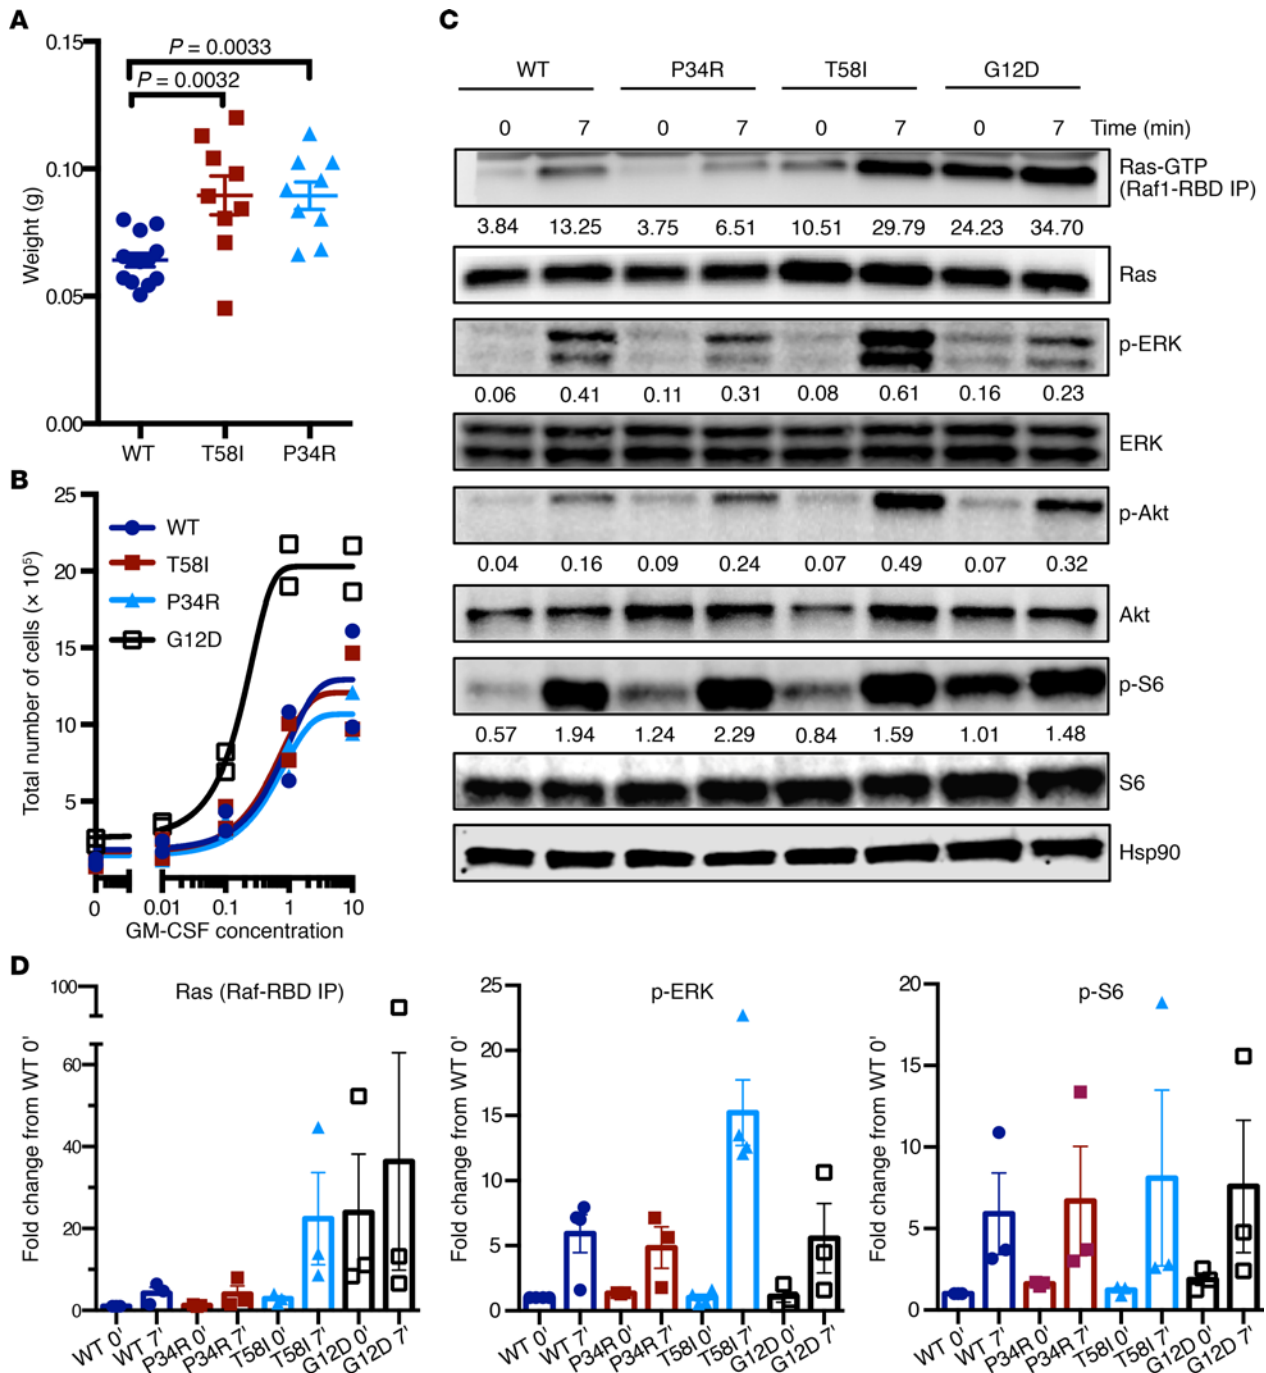 A
0.15
0.10
0.05
0.00
Weight (g)
P = 0.0033
P = 0.0032
WT T58I P34R
B
25
20
15
10
5
Total number of cells (× 10⁵)
WT
T58I
P34R
G12D
0 0.01 0.1 1 10
GM-CSF concentration
C
WT P34R T58I G12D
0 7 0 7 0 7 0 7 Time (min)
Ras-GTP
(Raf1-RBD IP)
3.84 13.25 3.75 6.51 10.51 29.79 24.23 34.70
Ras
p-ERK
0.06 0.41 0.11 0.31 0.08 0.61 0.16 0.23
ERK
p-Akt
0.04 0.16 0.09 0.24 0.07 0.49 0.07 0.32
Akt
p-S6
0.57 1.94 1.24 2.29 0.84 1.59 1.01 1.48
S6
Hsp90
D
Ras (Raf-RBD IP)
Fold change from WT 0'
100
60
40
20
0
WT 0' WT 7' P34R 0' P34R 7' T58I 0' T58I 7' G12D 0' G12D 7'
p-ERK
Fold change from WT 0'
25
20
15
10
5
0
WT 0' WT 7' P34R 0' P34R 7' T58I 0' T58I 7' G12D 0' G12D 7'
p-S6
Fold change from WT 0'
20
15
10
5
0
WT 0' WT 7' P34R 0' P34R 7' T58I 0' T58I 7' G12D 0' G12D 7'